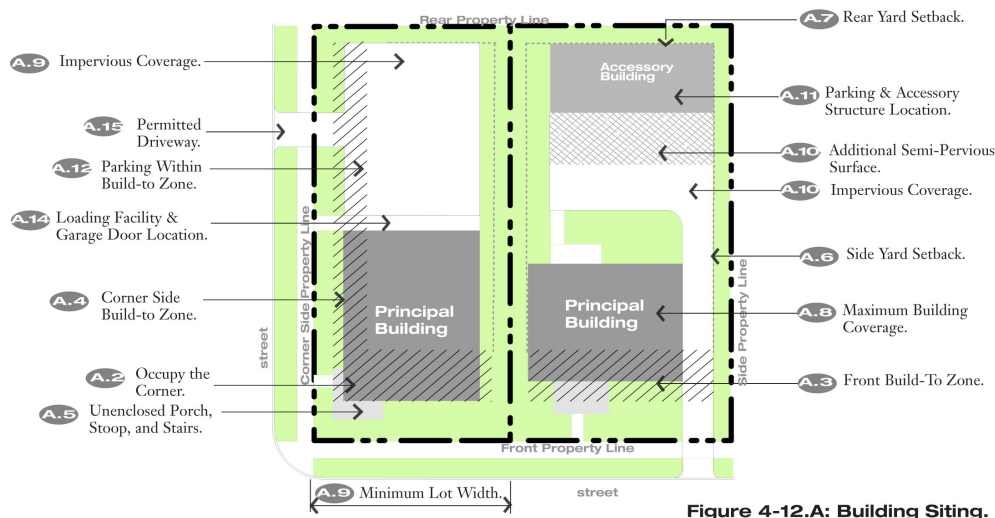 Rear Property Line
A.7 Rear Yard Setback.
A.9 Impervious Coverage.
Accessory
Building
A.11 Parking & Accessory
Structure Location.
A.15 Permitted
Driveway.
A.10 Additional Semi-Pervious
Surface.
A.12 Parking Within
Build-to Zone.
A.10 Impervious Coverage.
A.14 Loading Facility &
Garage Door Location.
Corner Side Property Line
A.6 Side Yard Setback.
Side Property Line
A.4 Corner Side
Build-to Zone.
Principal
Building
Principal
Building
A.8 Maximum Building
Coverage.
street
A.2 Occupy the
Corner.
A.3 Front Build-To Zone.
A.5 Unenclosed Porch,
Stoop, and Stairs.
Front Property Line
A.9 Minimum Lot Width.
street
Figure 4-12.A: Building Siting.